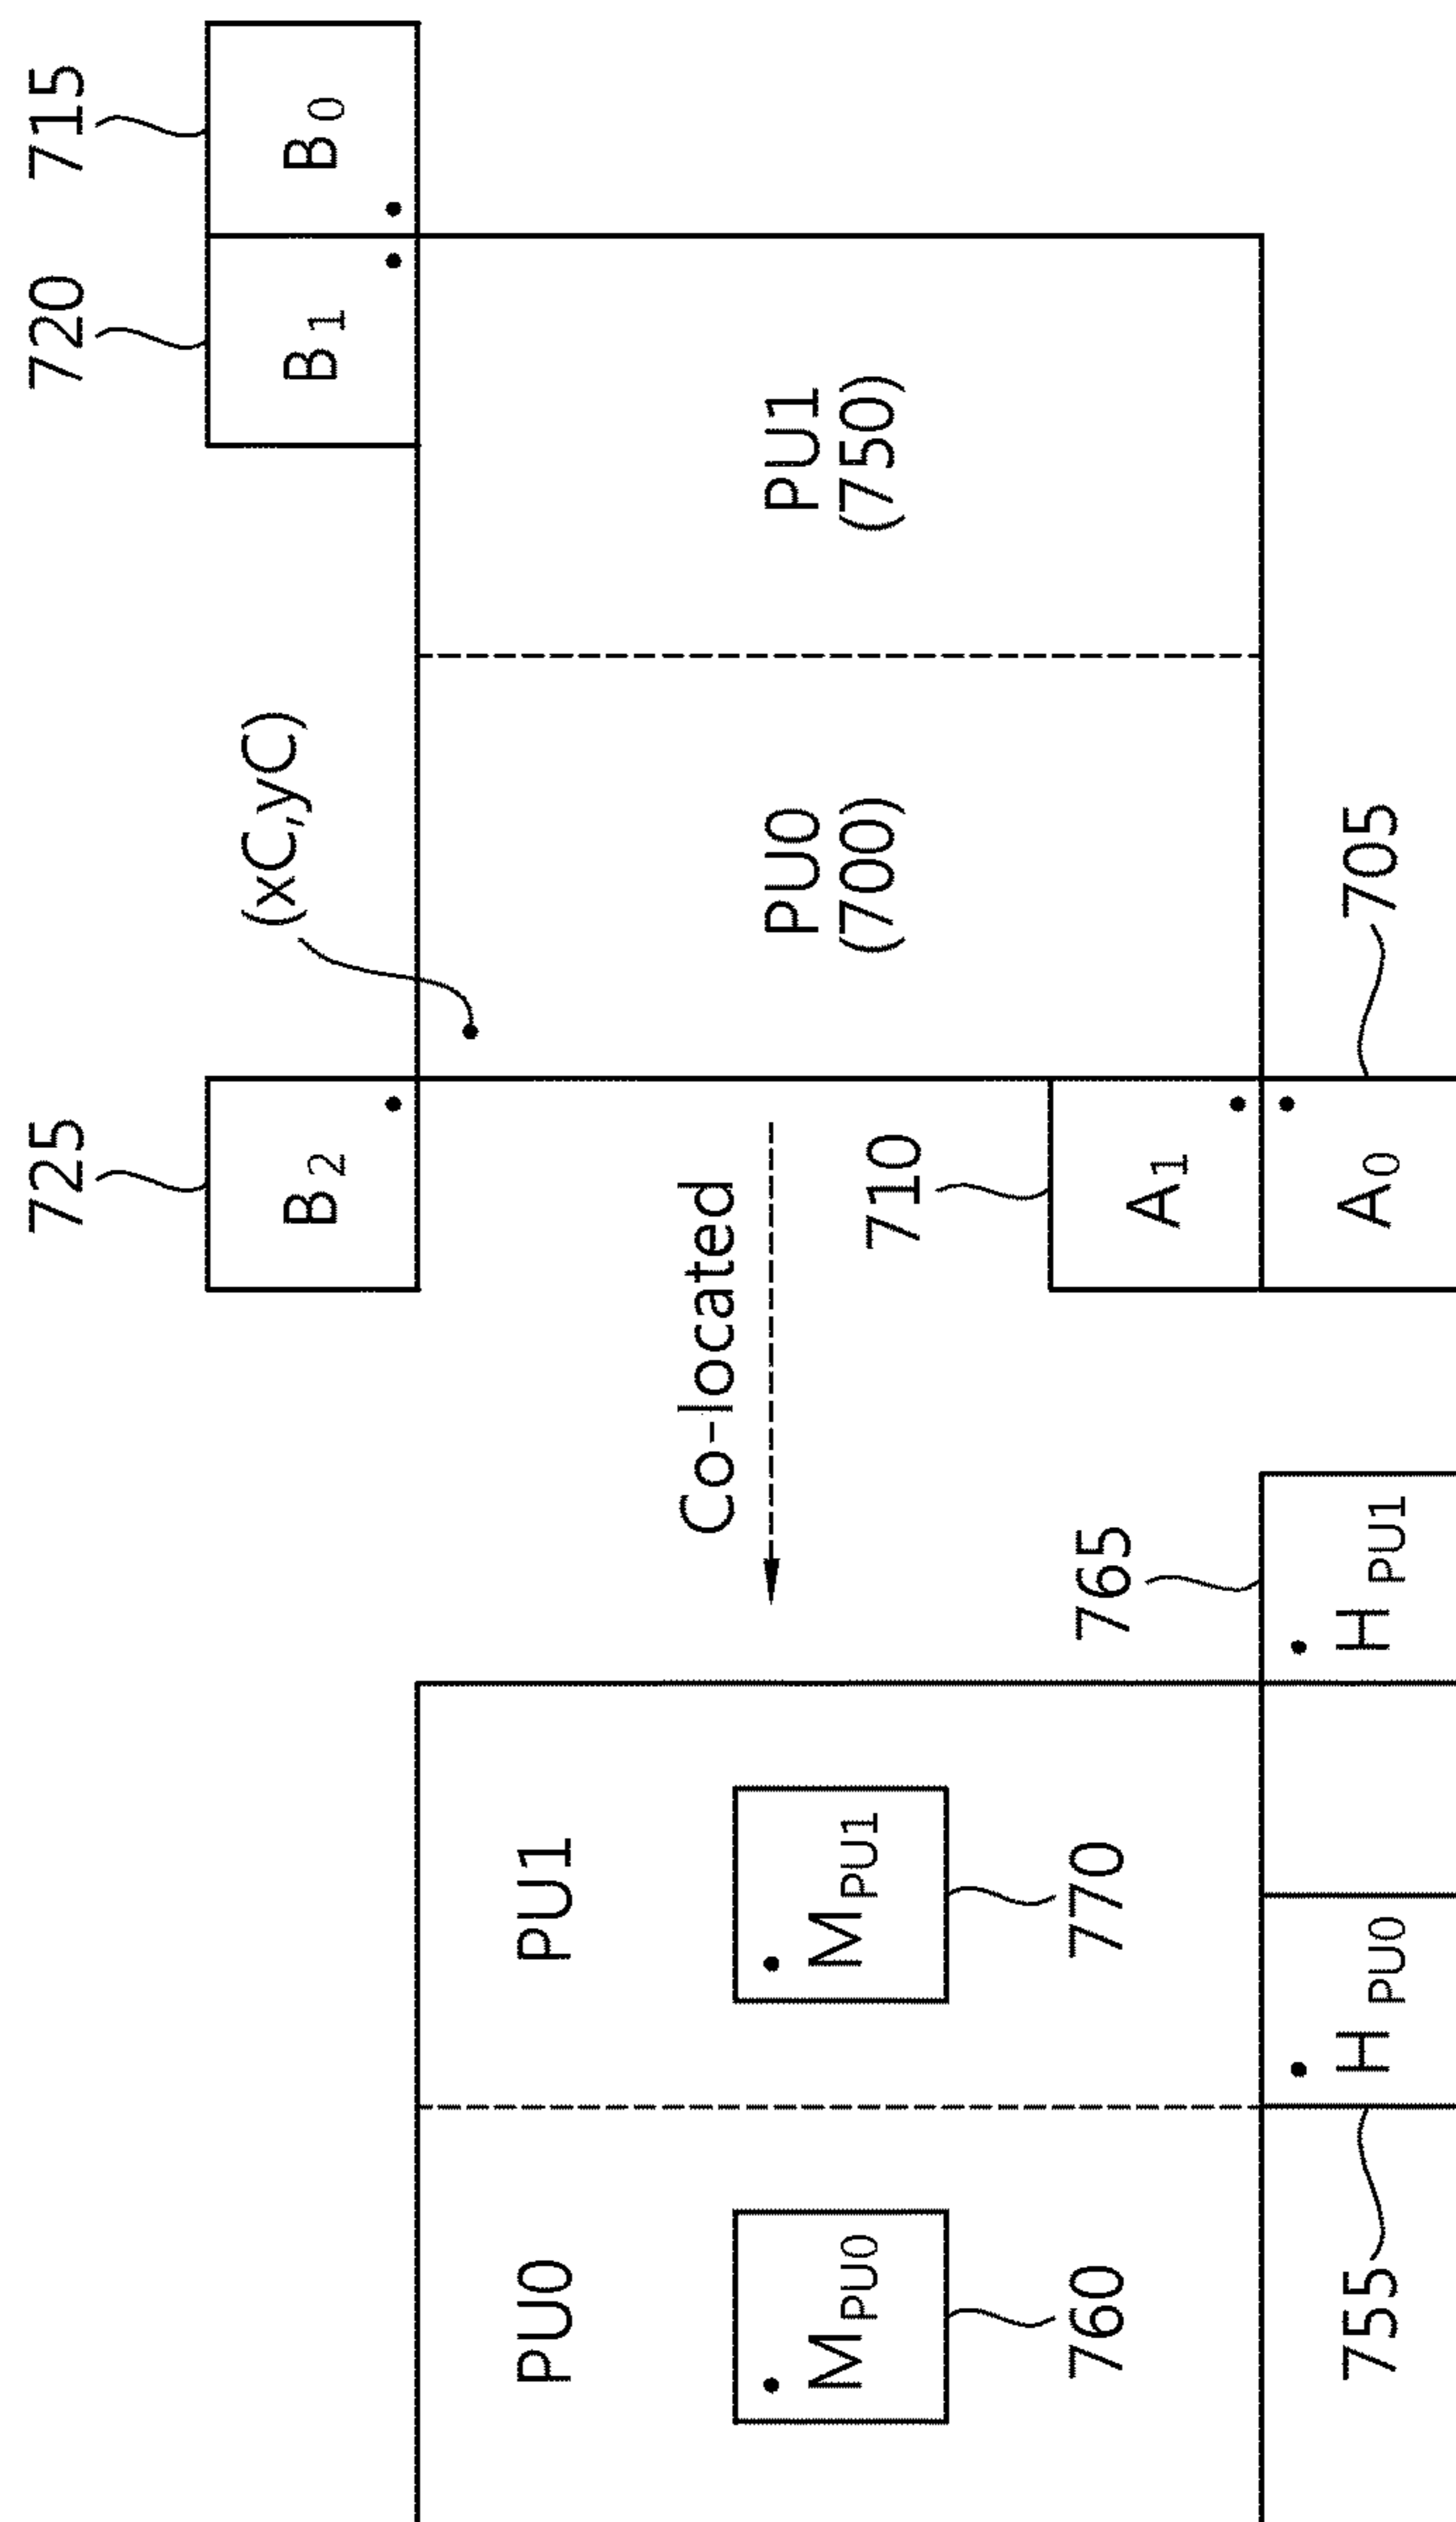 725
720
715
B2
B1
B0
(xC,yC)
Co-located
PU0
(700)
PU1
(750)
710
A1
A0
705
PU0
PU1
MPU0
MPU1
760
770
765
HPU0
HPU1
755